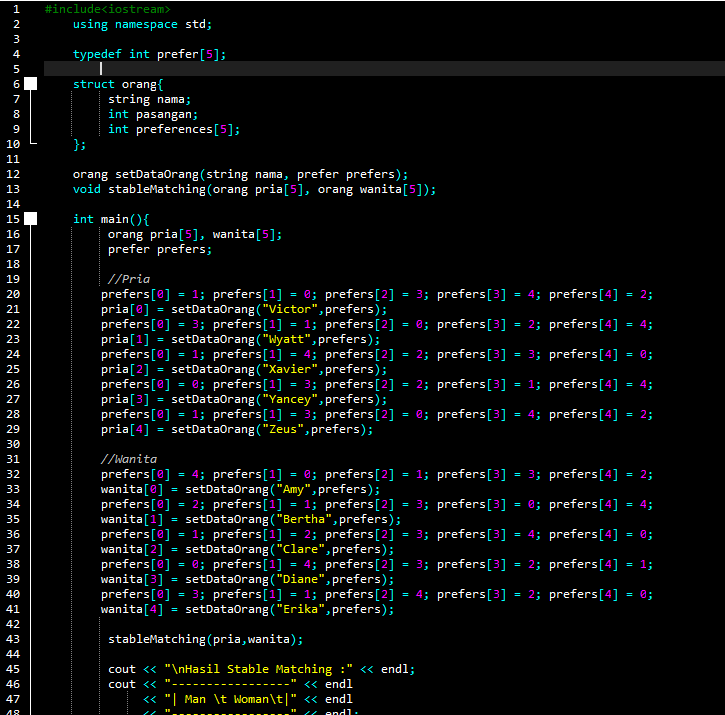 1 #include<iostream>
2 using namespace std;
3
4 typedef int prefer[5];
5
6 struct orang{
7 string nama;
8 int pasangan;
9 int preferences[5];
10 };
11
12 orang setDataOrang(string nama, prefer prefers);
13 void stableMatching(orang pria[5], orang wanita[5]);
14
15 int main(){
16 orang pria[5], wanita[5];
17 prefer prefers;
18
19 //Pria
20 prefers[0] = 1; prefers[1] = 0; prefers[2] = 3; prefers[3] = 4; prefers[4] = 2;
21 pria[0] = setDataOrang("Victor",prefers);
22 prefers[0] = 3; prefers[1] = 1; prefers[2] = 0; prefers[3] = 2; prefers[4] = 4;
23 pria[1] = setDataOrang("Wyatt",prefers);
24 prefers[0] = 1; prefers[1] = 4; prefers[2] = 2; prefers[3] = 3; prefers[4] = 0;
25 pria[2] = setDataOrang("Xavier",prefers);
26 prefers[0] = 0; prefers[1] = 3; prefers[2] = 2; prefers[3] = 1; prefers[4] = 4;
27 pria[3] = setDataOrang("Yancey",prefers);
28 prefers[0] = 1; prefers[1] = 3; prefers[2] = 0; prefers[3] = 4; prefers[4] = 2;
29 pria[4] = setDataOrang("Zeus",prefers);
30
31 //Wanita
32 prefers[0] = 4; prefers[1] = 0; prefers[2] = 1; prefers[3] = 3; prefers[4] = 2;
33 wanita[0] = setDataOrang("Amy",prefers);
34 prefers[0] = 2; prefers[1] = 1; prefers[2] = 3; prefers[3] = 0; prefers[4] = 4;
35 wanita[1] = setDataOrang("Bertha",prefers);
36 prefers[0] = 1; prefers[1] = 2; prefers[2] = 3; prefers[3] = 4; prefers[4] = 0;
37 wanita[2] = setDataOrang("Clare",prefers);
38 prefers[0] = 0; prefers[1] = 4; prefers[2] = 3; prefers[3] = 2; prefers[4] = 1;
39 wanita[3] = setDataOrang("Diane",prefers);
40 prefers[0] = 3; prefers[1] = 1; prefers[2] = 4; prefers[3] = 2; prefers[4] = 0;
41 wanita[4] = setDataOrang("Erika",prefers);
42
43 stableMatching(pria,wanita);
44
45 cout << "\nHasil Stable Matching :" << endl;
46 cout << "-----------------" << endl
47 << "| Man \t Woman\t|" << endl
48 << "-----------------" << endl;